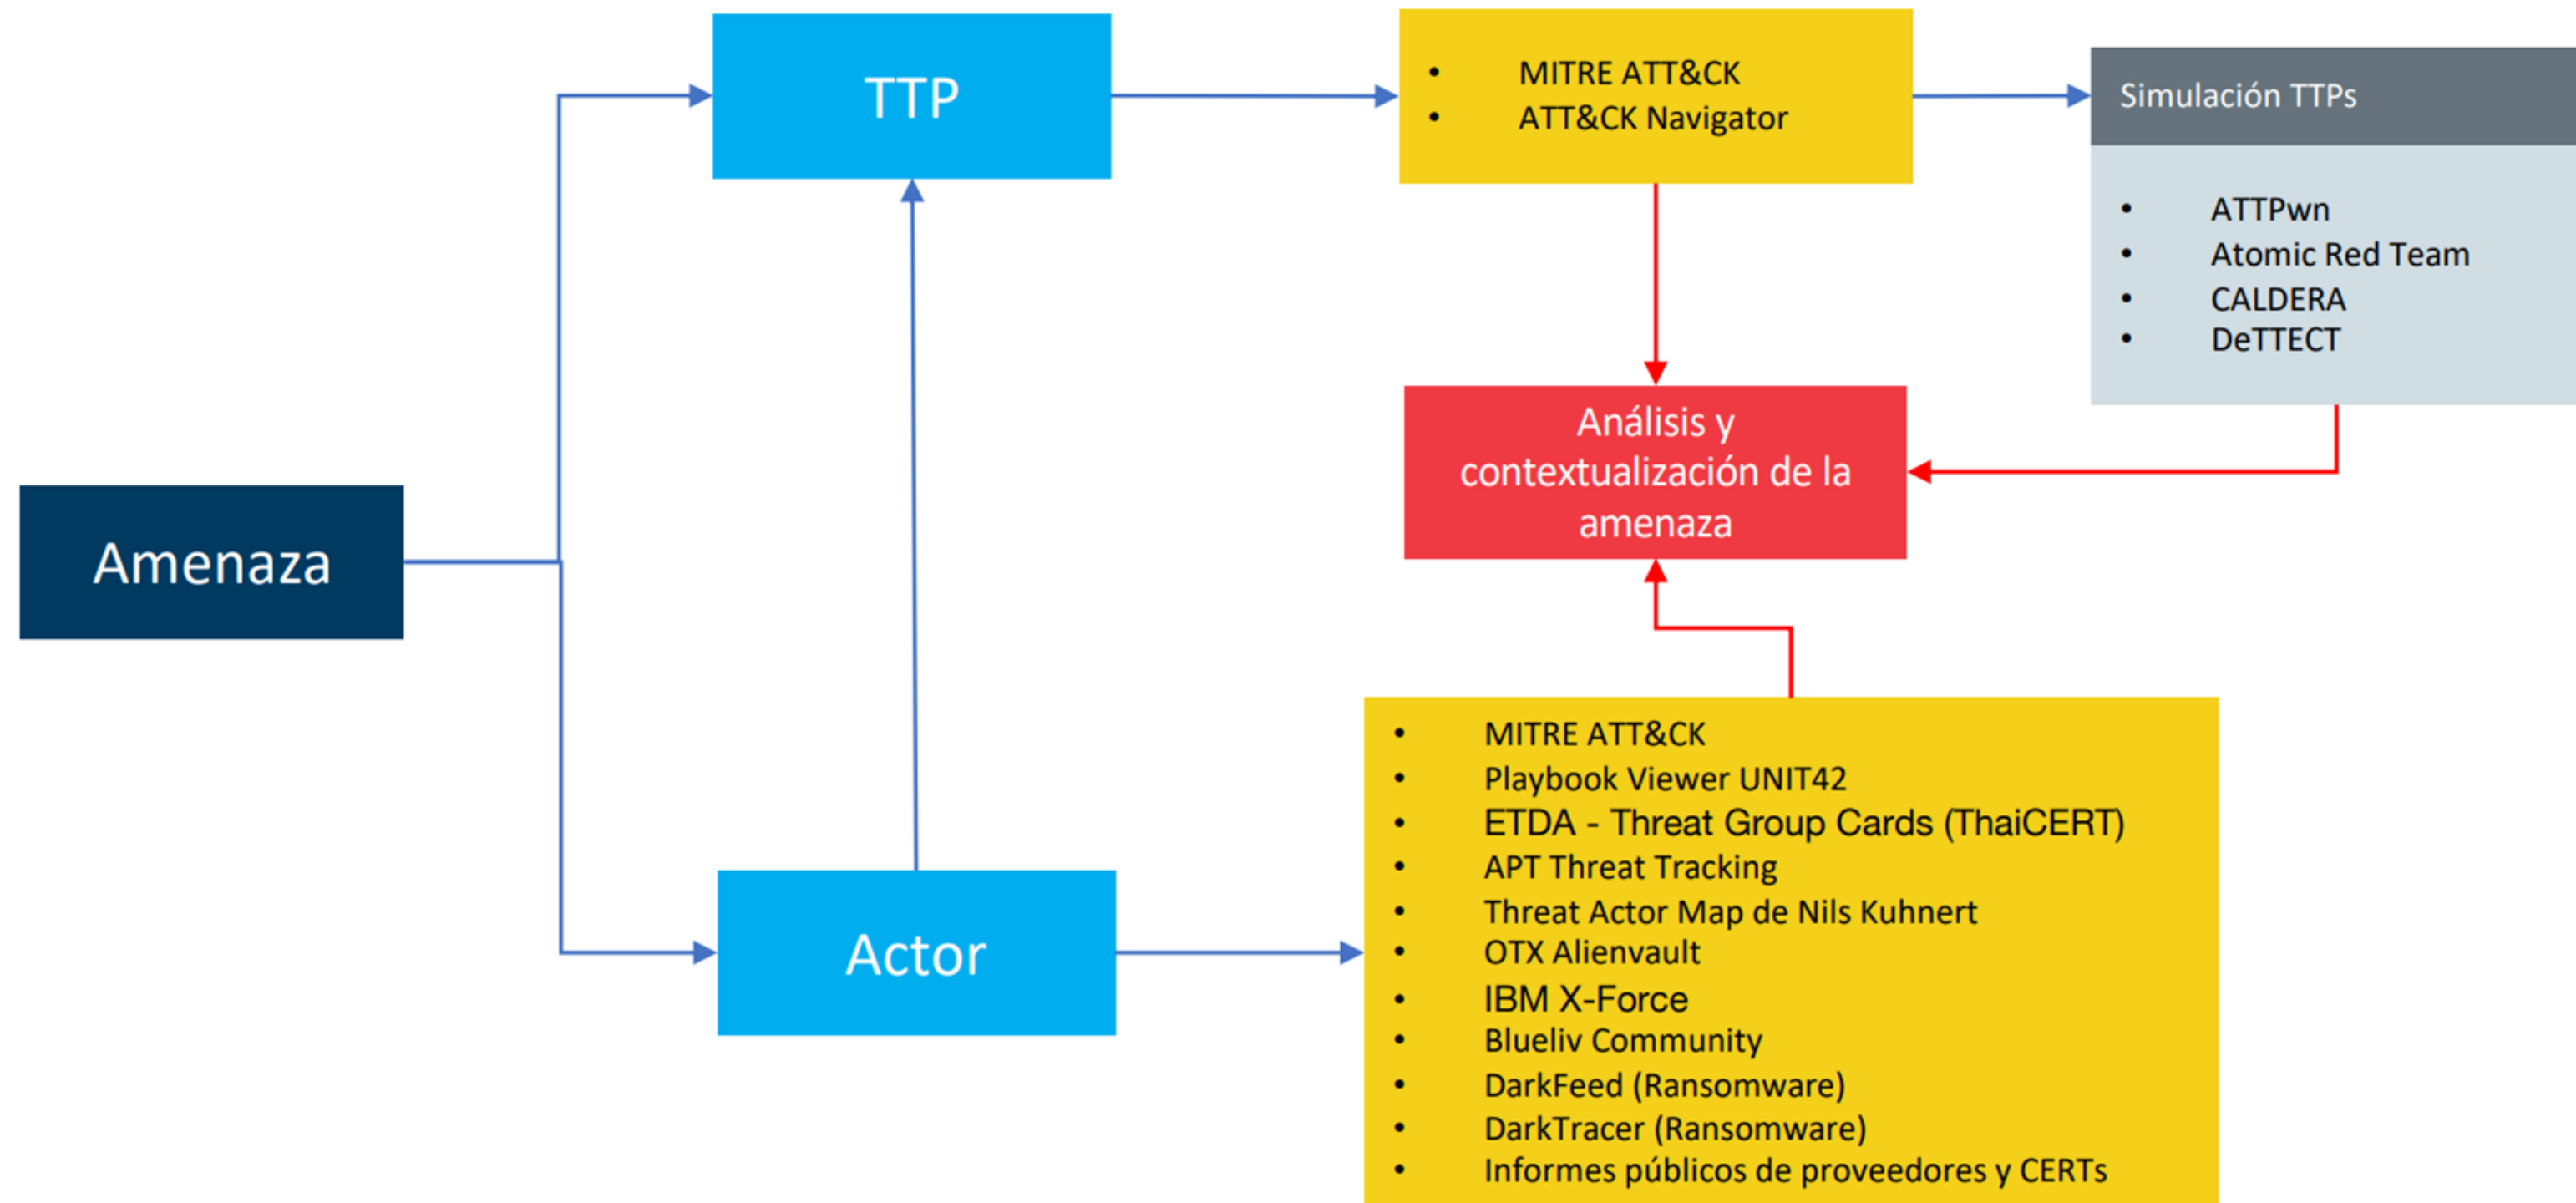 TTP
• MITRE ATT&CK
• ATT&CK Navigator
Simulación TTPs
• ATTPwn
• Atomic Red Team
• CALDERA
• DeTTECT
Análisis y
contextualización de la
amenaza
Amenaza
Actor
• MITRE ATT&CK
• Playbook Viewer UNIT42
• ETDA - Threat Group Cards (ThaiCERT)
• APT Threat Tracking
• Threat Actor Map de Nils Kuhnert
• OTX Alienvault
• IBM X-Force
• Blueliv Community
• DarkFeed (Ransomware)
• DarkTracer (Ransomware)
• Informes públicos de proveedores y CERTs